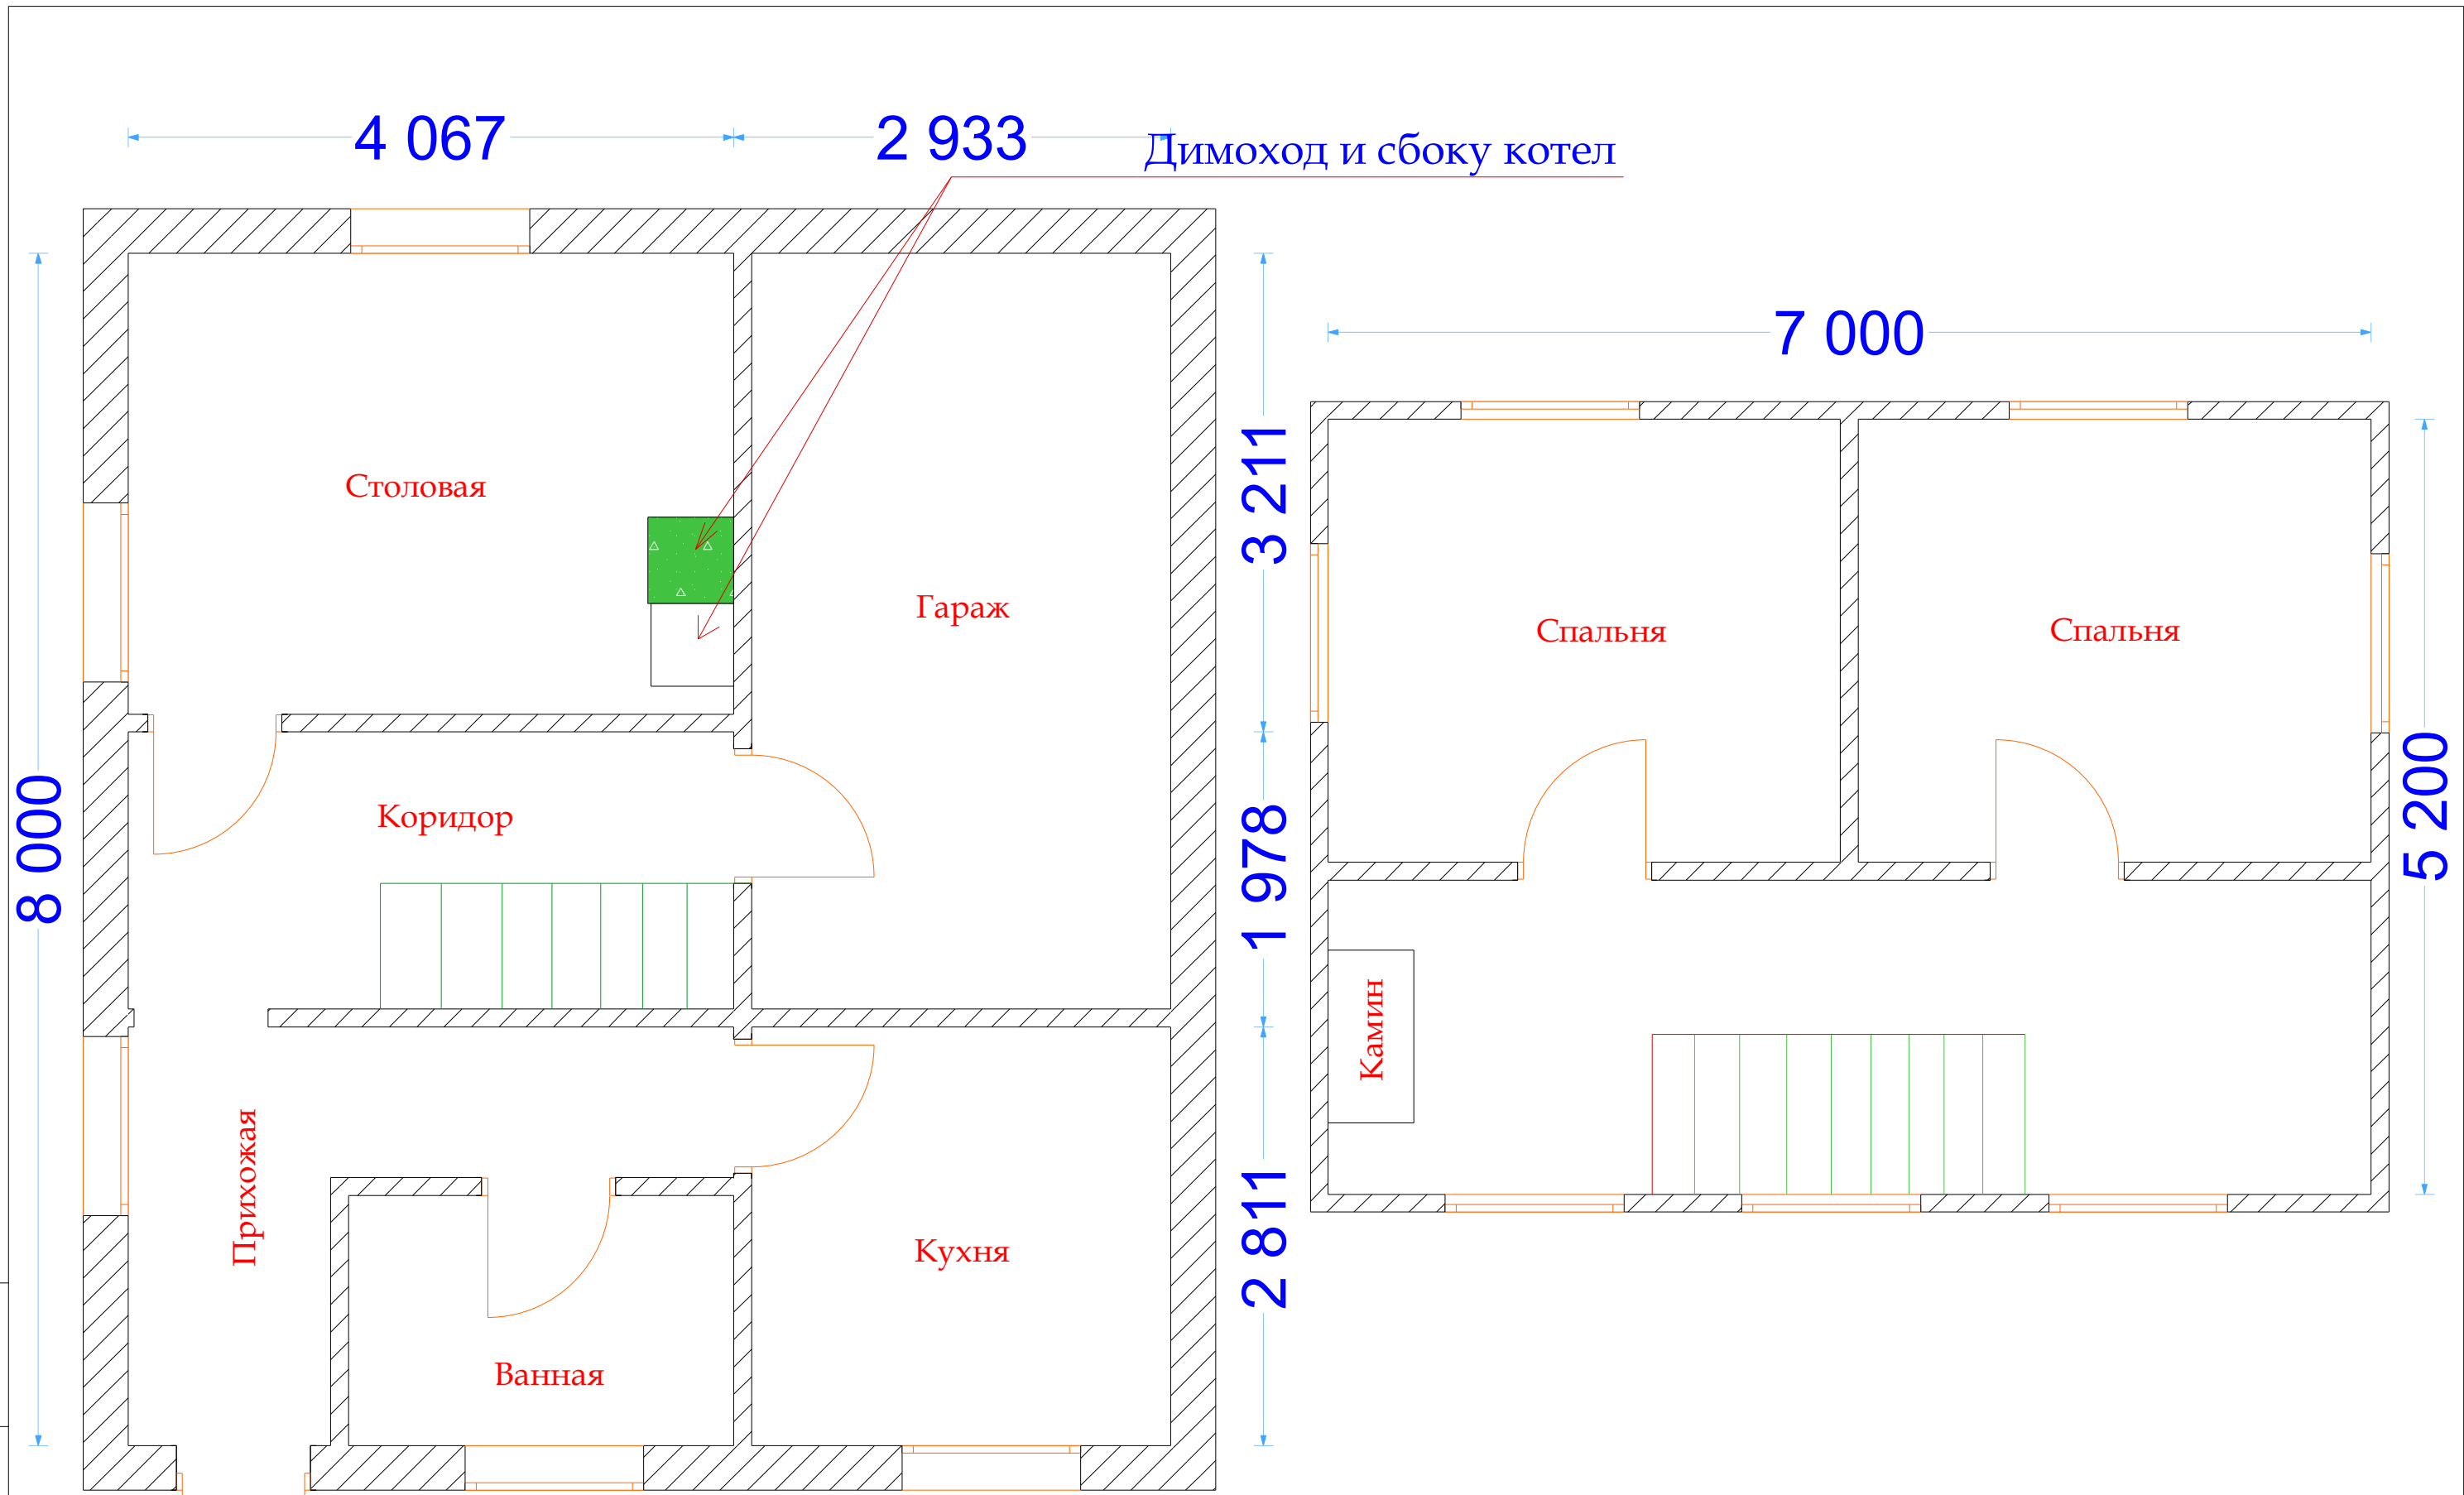 4 067
2 933
Димоход и сбоку котел
7 000
Столовая
3 211
Гараж
Спальня
Спальня
Коридор
8 000
1 978
5 200
Камин
Прихожая
Кухня
2 811
Ванная